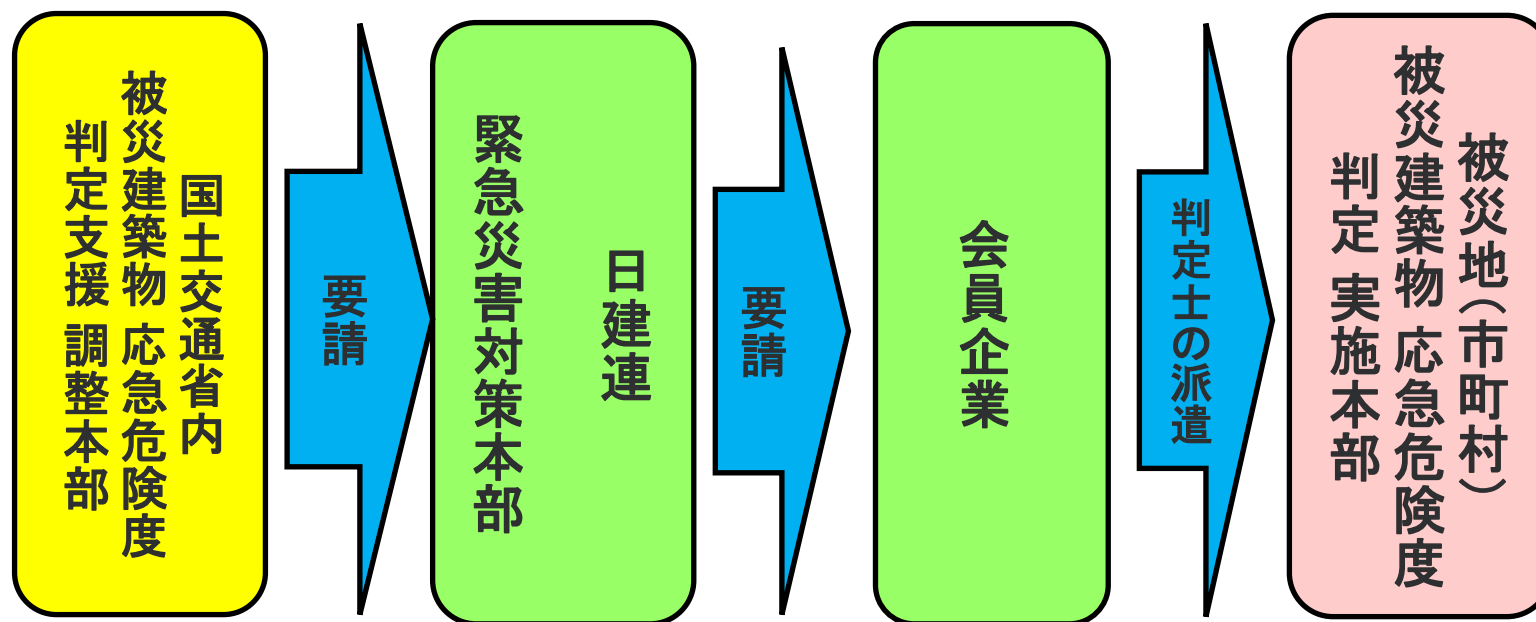 国土交通省内
被災建築物 応急危険度
判定支援 調整本部
要請
日建連
緊急災害対策本部
要請
会員企業
判定士の派遣
被災地(市町村)
被災建築物 応急危険度
判定 実施本部